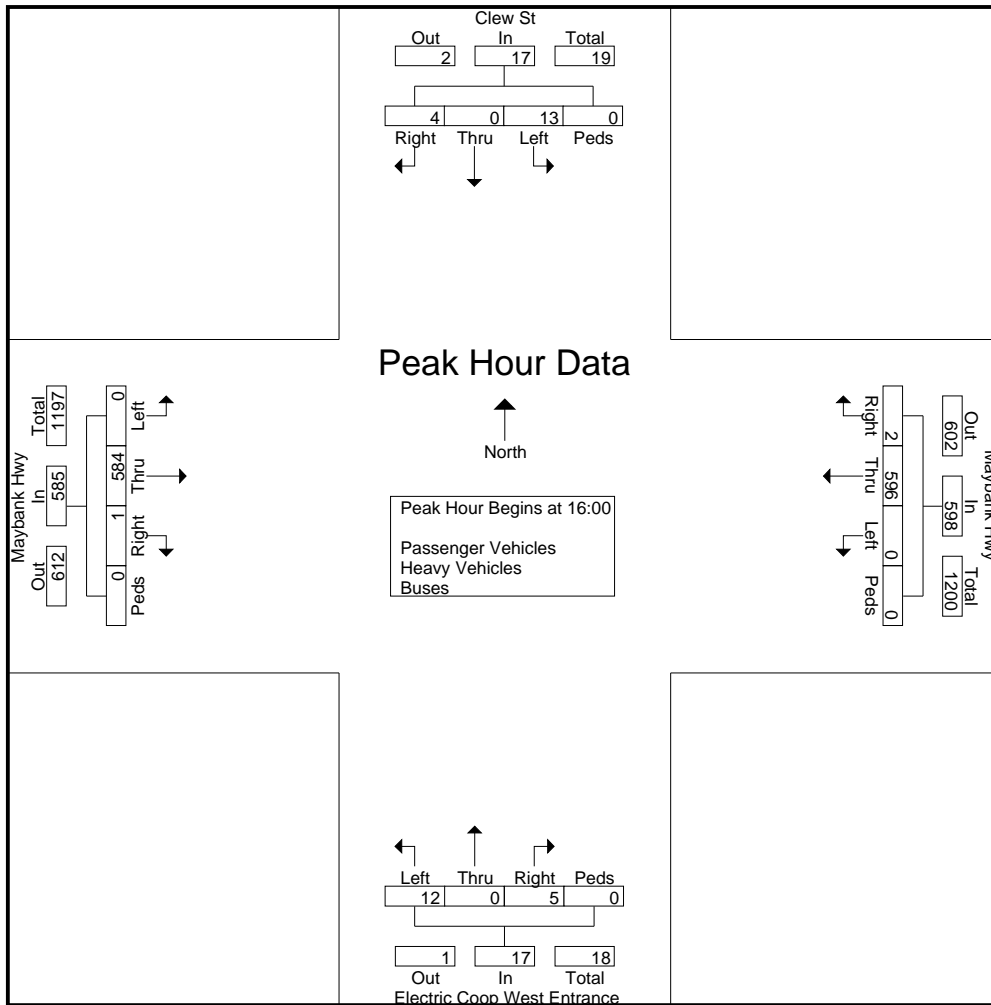 Clew St
Out In Total
2 17 19
4 0 13 0
Right Thru Left Peds
Peak Hour Data
North
Peak Hour Begins at 16:00
Passenger Vehicles
Heavy Vehicles
Buses
Maybank Hwy
Out In Total
612 585 1197
0 1 584 0
Peds Right Thru Left
Maybank Hwy
Out In Total
602 598 1200
2 596 0 0
Right Thru Left Peds
Left Thru Right Peds
12 0 5 0
1 17 18
Out In Total
Electric Coop West Entrance